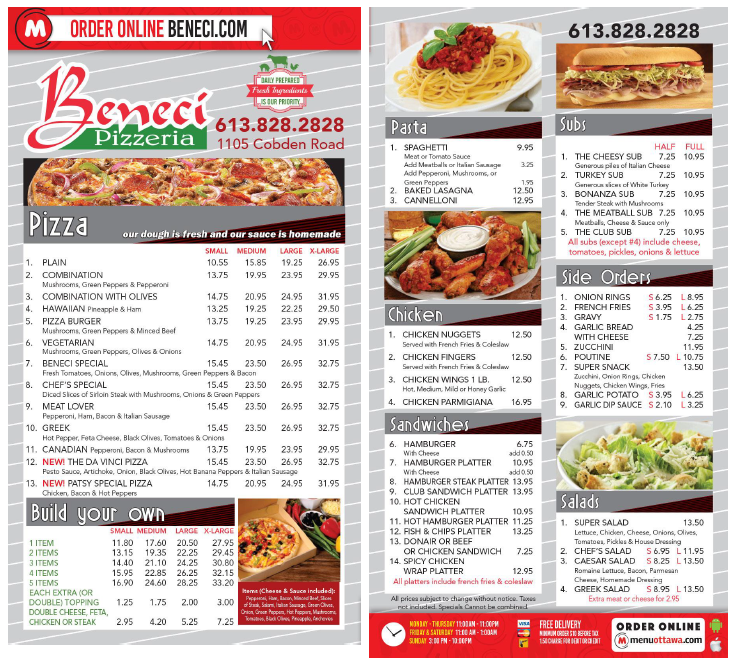 ORDER ONLINE BENECI.COM
DAILY PREPARED
Fresh Ingredients
IS OUR PRIORITY
Beneci
Pizzeria
613.828.2828
1105 Cobden Road
Pizza
our dough is fresh and our sauce is homemade
SMALL MEDIUM LARGE X-LARGE
1. PLAIN 10.55 15.85 19.25 26.95
2. COMBINATION 13.75 19.95 23.95 29.95
Mushrooms, Green Peppers & Pepperoni
3. COMBINATION WITH OLIVES 14.75 20.95 24.95 31.95
4. HAWAIIAN Pineapple & Ham 13.25 19.25 22.25 29.50
5. PIZZA BURGER 13.75 19.25 23.95 29.95
Mushrooms, Green Peppers & Minced Beef
6. VEGETARIAN 14.75 20.95 24.95 31.95
Mushrooms, Green Peppers, Olives & Onions
7. BENECI SPECIAL 15.45 23.50 26.95 32.75
Fresh Tomatoes, Onions, Olives, Mushrooms, Green Peppers & Bacon
8. CHEF'S SPECIAL 15.45 23.50 26.95 32.75
Diced Slices of Sirloin Steak with Mushrooms, Onions & Green Peppers
9. MEAT LOVER 15.45 23.50 26.95 32.75
Pepperoni, Ham, Bacon & Italian Sausage
10. GREEK 15.45 23.50 26.95 32.75
Hot Pepper, Feta Cheese, Black Olives, Tomatoes & Onions
11. CANADIAN Pepperoni, Bacon & Mushrooms 13.75 19.95 23.95 29.95
12. NEW! THE DA VINCI PIZZA 15.45 23.50 26.95 32.75
Pesto Sauce, Artichoke, Onion, Black Olives, Hot Banana Peppers & Italian Sausage
13. NEW! PATSY SPECIAL PIZZA 14.75 20.95 24.95 31.95
Chicken, Bacon & Hot Peppers
Build your own
SMALL MEDIUM LARGE X-LARGE
1 ITEM 11.80 17.60 20.50 27.95
2 ITEMS 13.15 19.35 22.25 29.45
3 ITEMS 14.40 21.10 24.25 30.80
4 ITEMS 15.95 22.85 26.25 32.15
5 ITEMS 16.90 24.60 28.25 33.20
EACH EXTRA (OR
DOUBLE) TOPPING 1.25 1.75 2.00 3.00
DOUBLE CHEESE, FETA,
CHICKEN OR STEAK 2.95 4.20 5.25 7.25
Items (Cheese & Sauce included):
Pepperoni, Ham, Bacon, Minced Beef, Slices
of Steak, Salami, Italian Sausage, Green Olives,
Onion, Green Peppers, Hot Peppers, Mushrooms,
Tomatoes, Black Olives, Pineapple, Anchovies
Pasta
1. SPAGHETTI 9.95
Meat or Tomato Sauce
Add Meatballs or Italian Sausage 3.25
Add Pepperoni, Mushrooms, or
Green Peppers 1.95
2. BAKED LASAGNA 12.50
3. CANNELLONI 12.95
Chicken
1. CHICKEN NUGGETS 12.50
Served with French Fries & Coleslaw
2. CHICKEN FINGERS 12.50
Served with French Fries & Coleslaw
3. CHICKEN WINGS 1 LB. 12.50
Hot, Medium, Mild or Honey Garlic
4. CHICKEN PARMIGIANA 16.95
Sandwiches
6. HAMBURGER 6.75
With Cheese add 0.50
7. HAMBURGER PLATTER 10.95
With Cheese add 0.50
8. HAMBURGER STEAK PLATTER 13.95
9. CLUB SANDWICH PLATTER 13.95
10. HOT CHICKEN
SANDWICH PLATTER 10.95
11. HOT HAMBURGER PLATTER 11.25
12. FISH & CHIPS PLATTER 13.25
13. DONAIR OR BEEF
OR CHICKEN SANDWICH 7.25
14. SPICY CHICKEN
WRAP PLATTER 12.95
All platters include french fries & coleslaw
All prices subject to change without notice. Taxes
not included. Specials Cannot be combined.
613.828.2828
Subs
HALF FULL
1. THE CHEESY SUB 7.25 10.95
Generous piles of Italian Cheese
2. TURKEY SUB 7.25 10.95
Generous slices of White Turkey
3. BONANZA SUB 7.25 10.95
Tender Steak with Mushrooms
4. THE MEATBALL SUB 7.25 10.95
Meatballs, Cheese & Sauce only
5. THE CLUB SUB 7.25 10.95
All subs (except #4) include cheese,
tomatoes, pickles, onions & lettuce
Side Orders
1. ONION RINGS S 6.25 L 8.95
2. FRENCH FRIES S 3.95 L 6.25
3. GRAVY S 1.75 L 2.75
4. GARLIC BREAD 4.25
WITH CHEESE 7.25
5. ZUCCHINI 11.95
6. POUTINE S 7.50 L 10.75
7. SUPER SNACK 13.50
Zucchini, Onion Rings, Chicken
Nuggets, Chicken Wings, Fries
8. GARLIC POTATO S 3.95 L 6.25
9. GARLIC DIP SAUCE S 2.10 L 3.25
Salads
1. SUPER SALAD 13.50
Lettuce, Chicken, Cheese, Onions, Olives,
Tomatoes, Pickles & House Dressing
2. CHEF'S SALAD S 6.95 L 11.95
3. CAESAR SALAD S 8.25 L 13.50
Romaine Lettuce, Bacon, Parmesan
Cheese, Homemade Dressing
4. GREEK SALAD S 8.95 L 13.50
Extra meat or cheese for 2.95
MONDAY - THURSDAY 11:00AM - 11:00PM
FRIDAY & SATURDAY 11:00 AM - 1:00AM
SUNDAY 3:00 PM - 10:00PM
VISA
FREE DELIVERY
MINIMUM ORDER $10 BEFORE TAX
1.50 CHARGE FOR DEBIT OR CREDIT
ORDER ONLINE
menuottawa.com